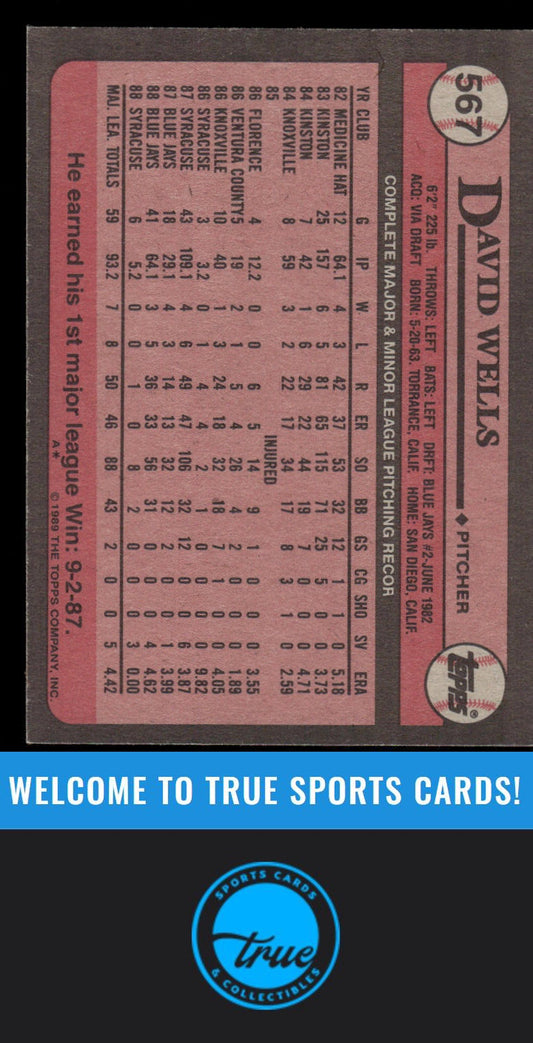 567
DAVID WELLS ◆ PITCHER
topps®
6'2" 225 lb. THROWS: LEFT BATS: LEFT DRFT: BLUE JAYS #2-JUNE 1982
ACQ: VIA DRAFT BORN: 5-20-63, TORRANCE, CALIF. HOME: SAN DIEGO, CALIF.
COMPLETE MAJOR & MINOR LEAGUE PITCHING RECOR
YR CLUB G IP W L R ER SO BB GS CG SHO SV ERA
82 MEDICINE HAT 12 64.1 4 3 42 37 53 32 12 1 1 0 5.18
83 KINSTON 25 157 6 5 81 65 115 71 25 5 0 0 3.73
84 KINSTON 7 42 1 6 29 22 44 19 7 0 0 0 4.71
84 KNOXVILLE 8 59 3 2 22 17 34 17 8 3 1 0 2.59
85 INJURED
86 FLORENCE 4 12.2 0 0 6 5 14 9 1 0 0 0 3.55
86 VENTURA COUNTY 5 19 2 1 5 4 26 4 2 0 0 0 1.89
86 KNOXVILLE 10 40 1 3 24 18 32 18 7 1 0 0 4.05
86 SYRACUSE 3 3.2 0 1 4 4 2 1 0 0 0 0 9.82
87 SYRACUSE 43 109.1 4 6 49 47 106 32 12 0 0 6 3.87
87 BLUE JAYS 18 29.1 4 3 14 13 32 12 2 0 0 1 3.99
88 BLUE JAYS 41 64.1 3 5 36 33 56 31 0 0 0 4 4.62
88 SYRACUSE 6 5.2 0 0 1 0 8 2 0 0 0 3 0.00
MAJ. LEA. TOTALS 59 93.2 7 8 50 46 88 43 2 0 0 5 4.42
He earned his 1st major league Win: 9-2-87.
A* © 1989 THE TOPPS COMPANY, INC.
WELCOME TO TRUE SPORTS CARDS!
SPORTS CARDS
true
& COLLECTIBLES